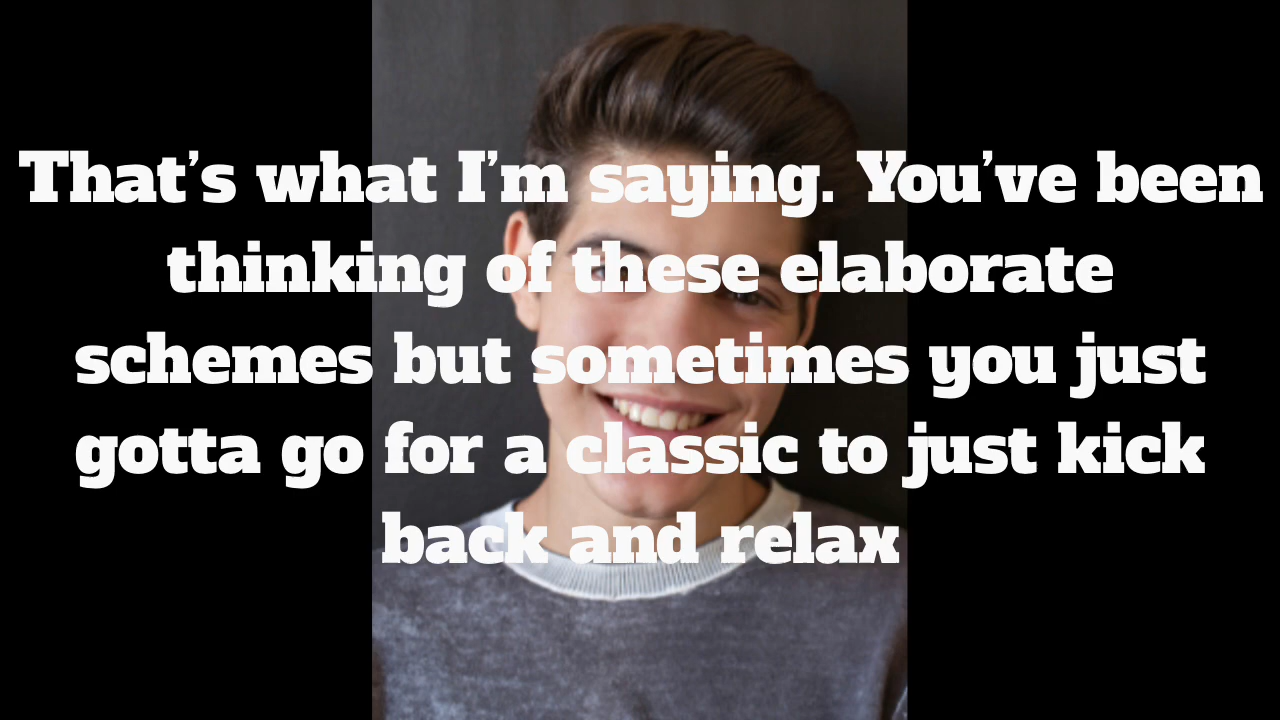 That's what I'm saying. You've been
thinking of these elaborate
schemes but sometimes you just
gotta go for a classic to just kick
back and relax